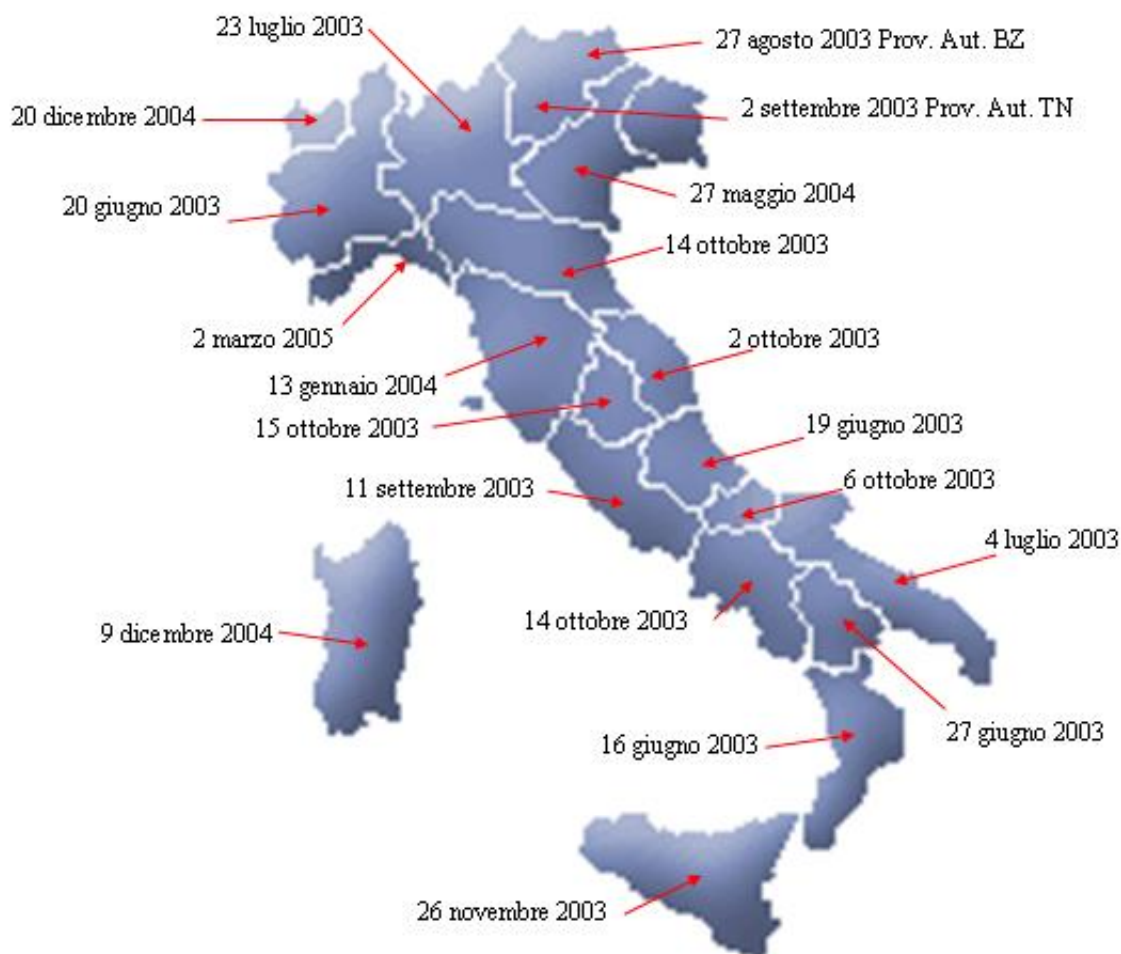 23 luglio 2003
27 agosto 2003 Prov. Aut. BZ
20 dicembre 2004
2 settembre 2003 Prov. Aut. TN
20 giugno 2003
27 maggio 2004
14 ottobre 2003
2 marzo 2005
2 ottobre 2003
13 gennaio 2004
15 ottobre 2003
19 giugno 2003
11 settembre 2003
6 ottobre 2003
4 luglio 2003
14 ottobre 2003
9 dicembre 2004
27 giugno 2003
16 giugno 2003
26 novembre 2003